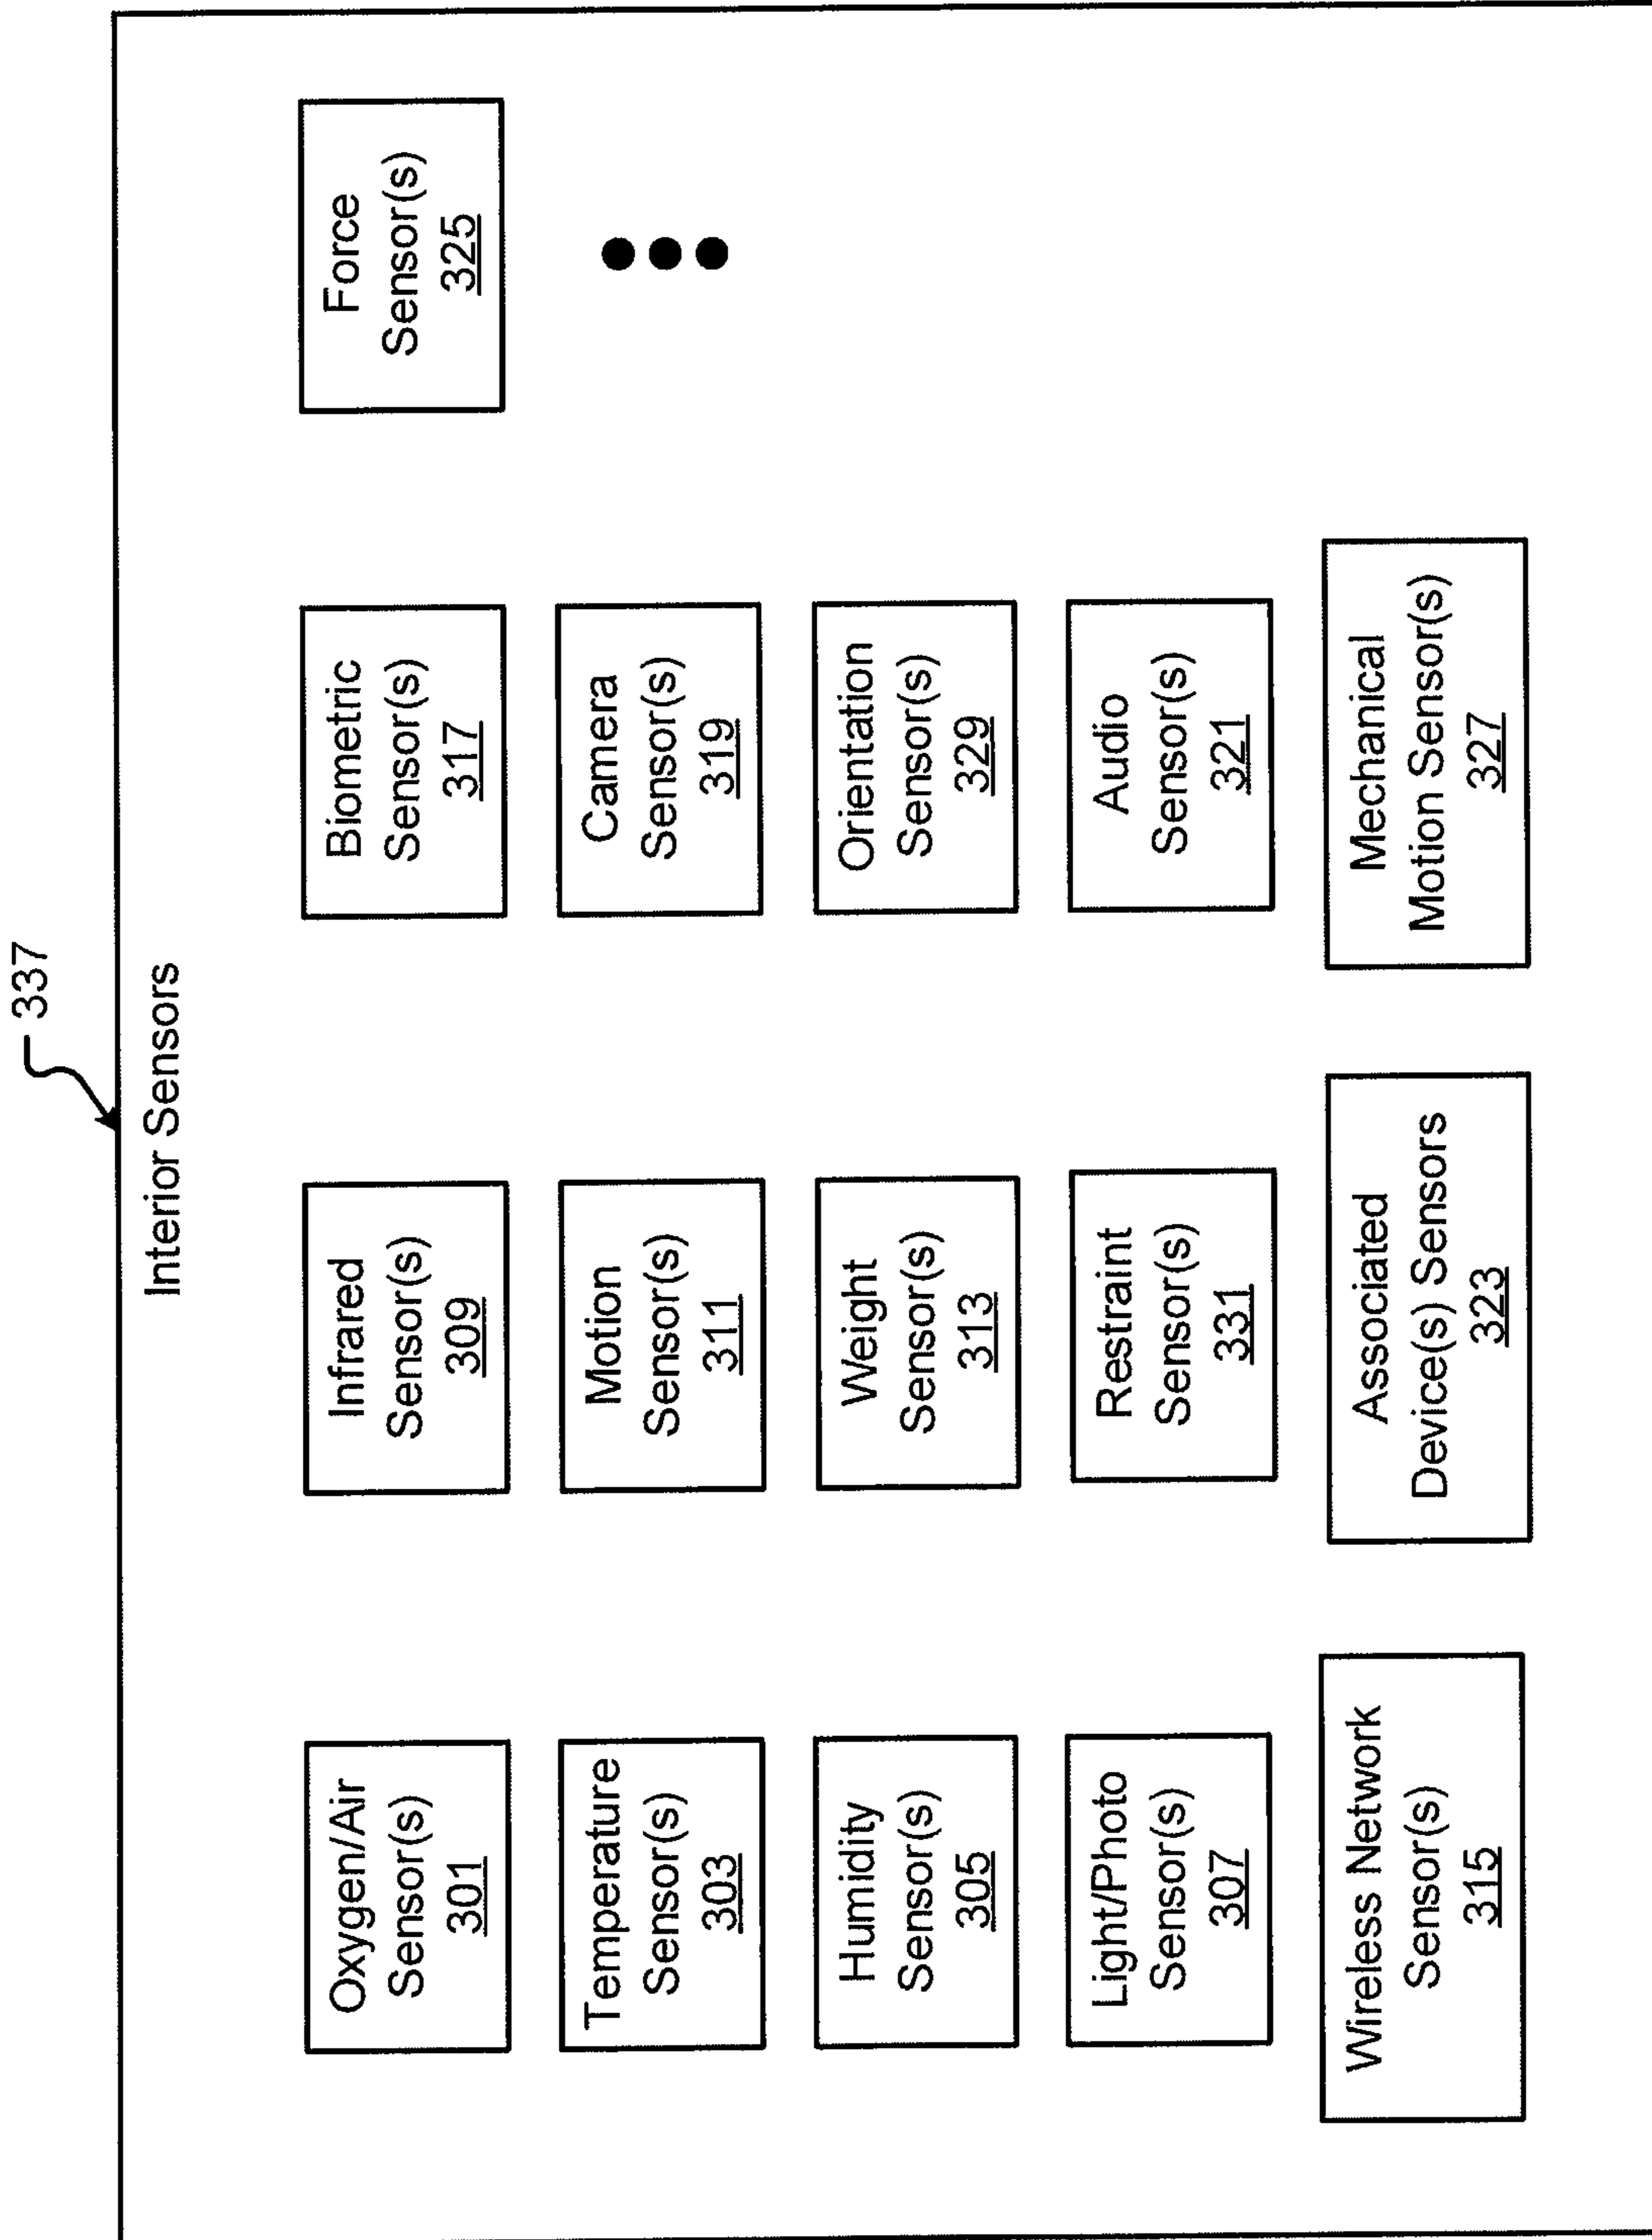 337
Interior Sensors
Oxygen/Air
Sensor(s)
301
Temperature
Sensor(s)
303
Humidity
Sensor(s)
305
Light/Photo
Sensor(s)
307
Wireless Network
Sensor(s)
315
Infrared
Sensor(s)
309
Motion
Sensor(s)
311
Weight
Sensor(s)
313
Restraint
Sensor(s)
331
Associated
Device(s) Sensors
323
Biometric
Sensor(s)
317
Camera
Sensor(s)
319
Orientation
Sensor(s)
329
Audio
Sensor(s)
321
Mechanical
Motion Sensor(s)
327
Force
Sensor(s)
325